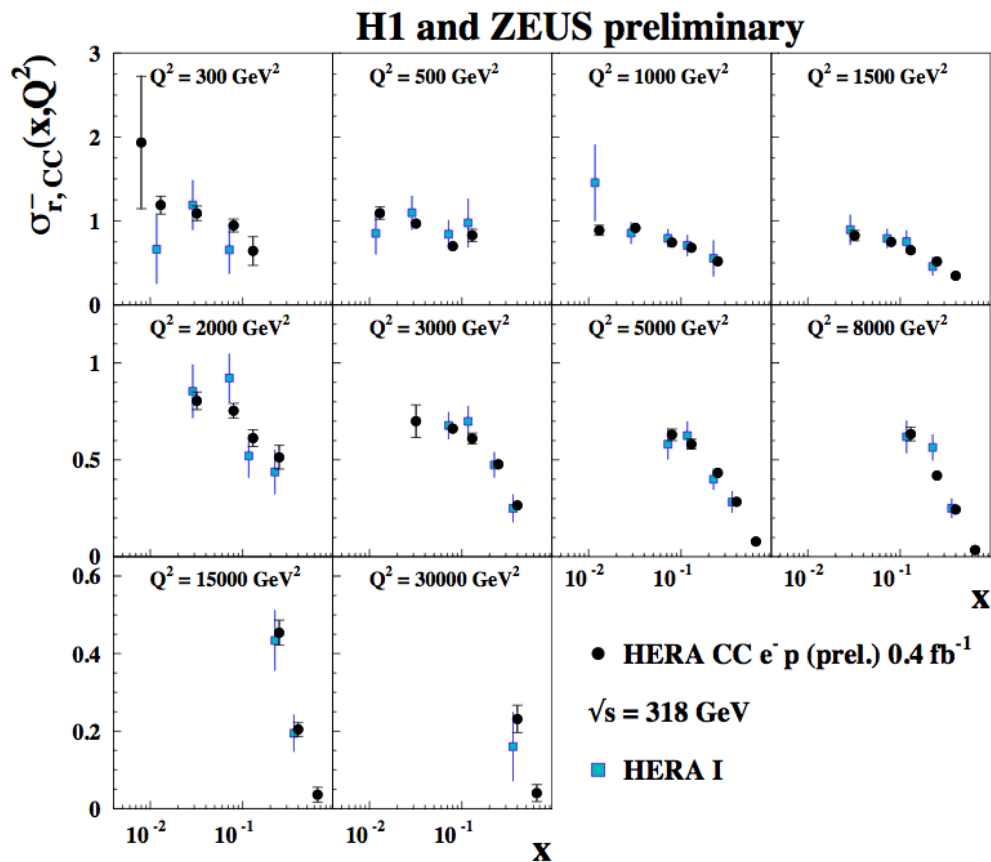 H1 and ZEUS preliminary
σ⁻r, CC(x,Q²)
Q² = 300 GeV²
Q² = 500 GeV²
Q² = 1000 GeV²
Q² = 1500 GeV²
3
2
1
0
Q² = 2000 GeV²
Q² = 3000 GeV²
Q² = 5000 GeV²
Q² = 8000 GeV²
1
0.5
0
10⁻² 10⁻¹ 10⁻² 10⁻¹
x
Q² = 15000 GeV²
Q² = 30000 GeV²
0.6
0.4
0.2
0
10⁻² 10⁻¹ 10⁻² 10⁻¹
x
HERA CC e⁻ p (prel.) 0.4 fb⁻¹
√s = 318 GeV
HERA I